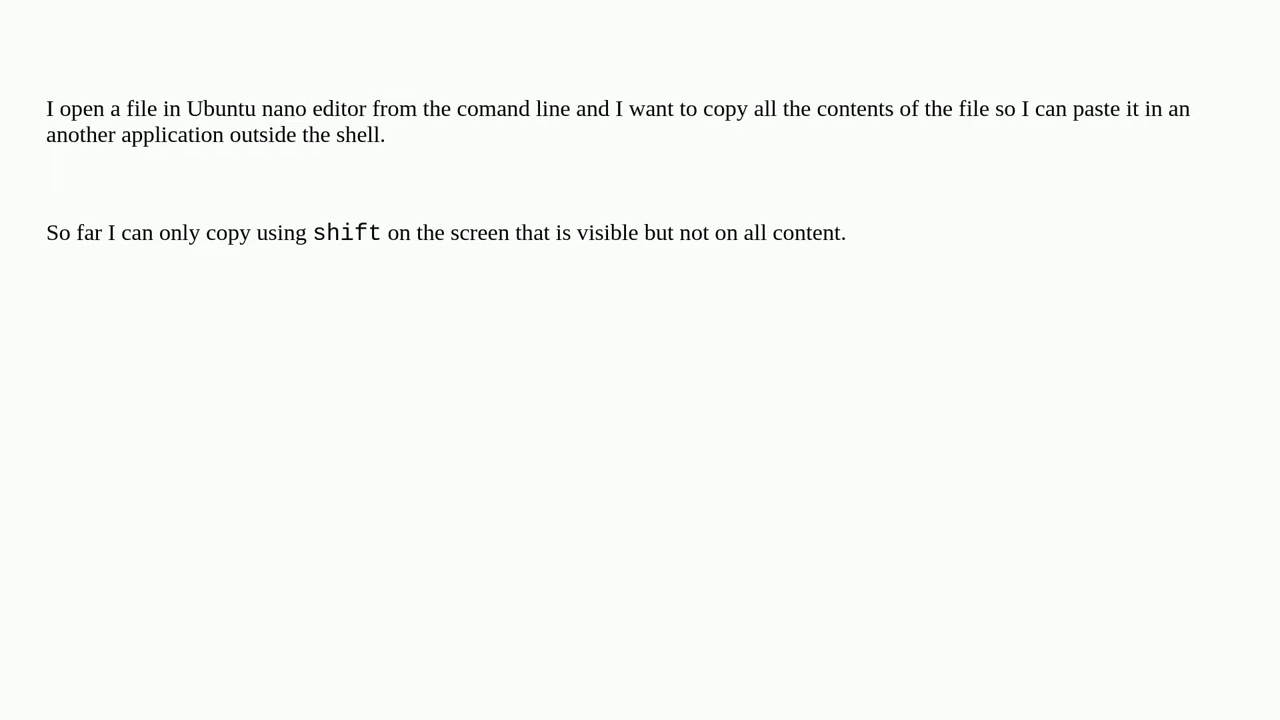 I open a file in Ubuntu nano editor from the comand line and I want to copy all the contents of the file so I can paste it in an
another application outside the shell.
So far I can only copy using shift on the screen that is visible but not on all content.